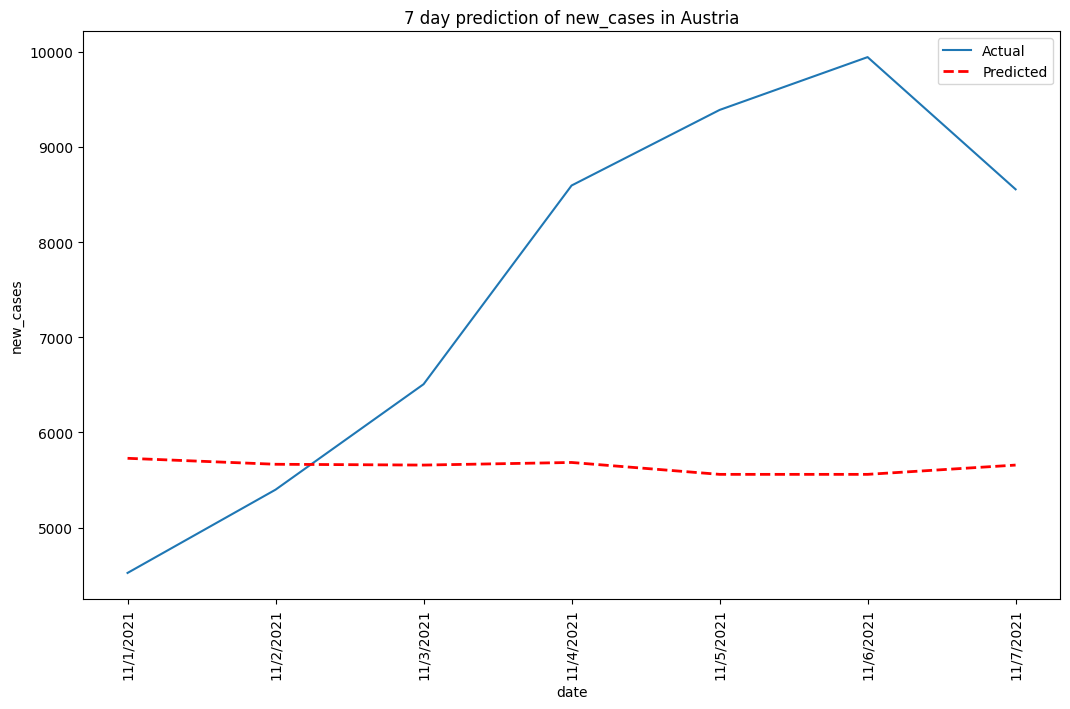 7 day prediction of new_cases in Austria
Actual
Predicted
10000
9000
8000
7000
6000
5000
new_cases
11/1/2021
11/2/2021
11/3/2021
11/4/2021
11/5/2021
11/6/2021
11/7/2021
date